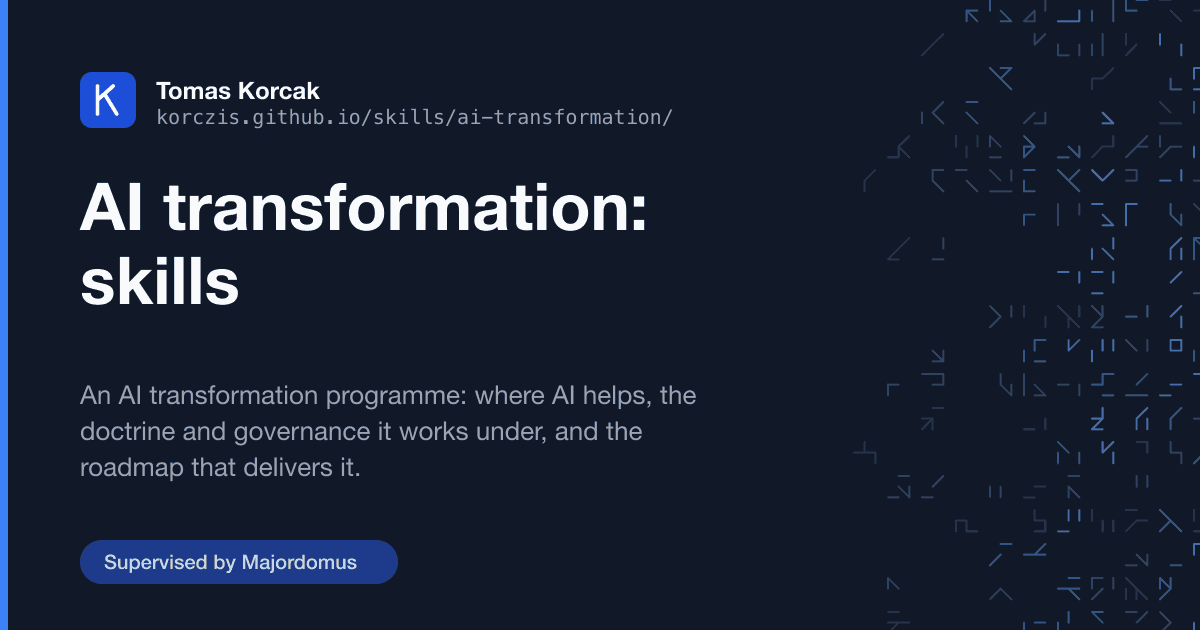 K
Tomas Korcak
korczis.github.io/skills/ai-transformation/
AI transformation:
skills
An AI transformation programme: where AI helps, the
doctrine and governance it works under, and the
roadmap that delivers it.
Supervised by Majordomus